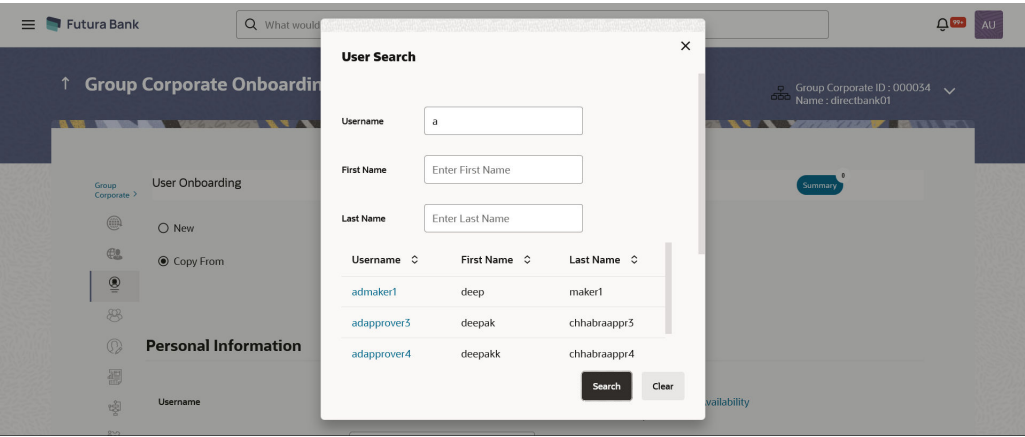 Futura Bank
What would
99+
AU
Group Corporate Onboardin
Group Corporate ID : 000034
Name : directbank01
User Search
Username
a
First Name
Enter First Name
Last Name
Enter Last Name
Username First Name Last Name
admaker1 deep maker1
adapprover3 deepak chhabraappr3
adapprover4 deepakk chhabraappr4
Search Clear
Group
Corporate >
User Onboarding
Summary
New
Copy From
Personal Information
Username
vailability